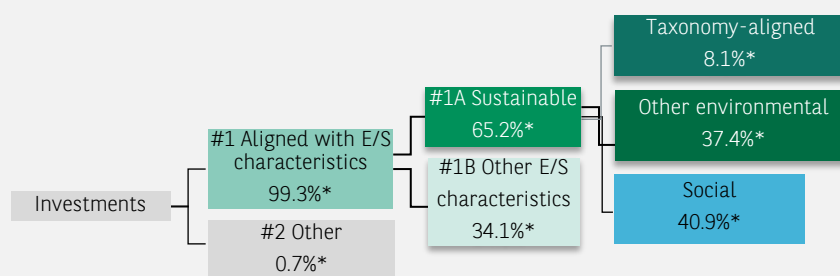 Investments
#1 Aligned with E/S
characteristics
99.3%*
#2 Other
0.7%*
#1A Sustainable
65.2%*
#1B Other E/S
characteristics
34.1%*
Taxonomy-aligned
8.1%*
Other environmental
37.4%*
Social
40.9%*